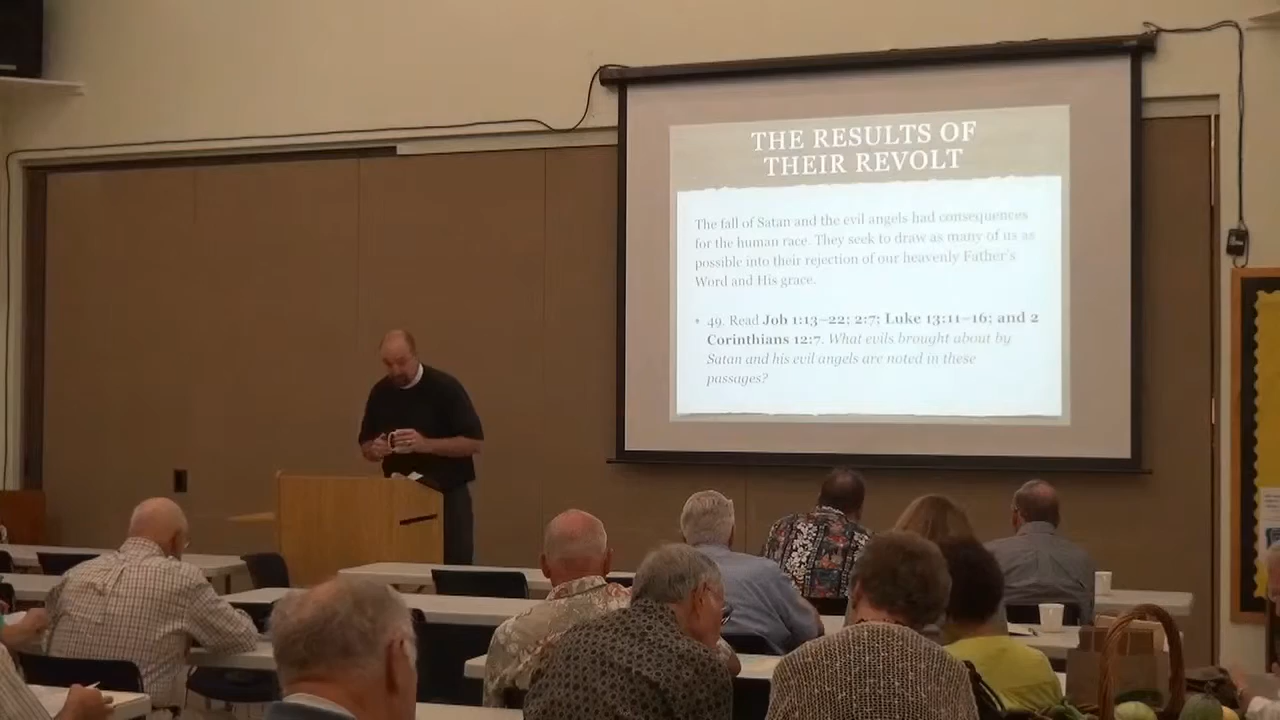 THE RESULTS OF
THEIR REVOLT
The fall of Satan and the evil angels had consequences
for the human race. They seek to draw as many of us as
possible into their rejection of our heavenly Father's
Word and His grace.
• 49. Read Job 1:13–22; 2:7; Luke 13:11–16; and 2
Corinthians 12:7. What evils brought about by
Satan and his evil angels are noted in these
passages?